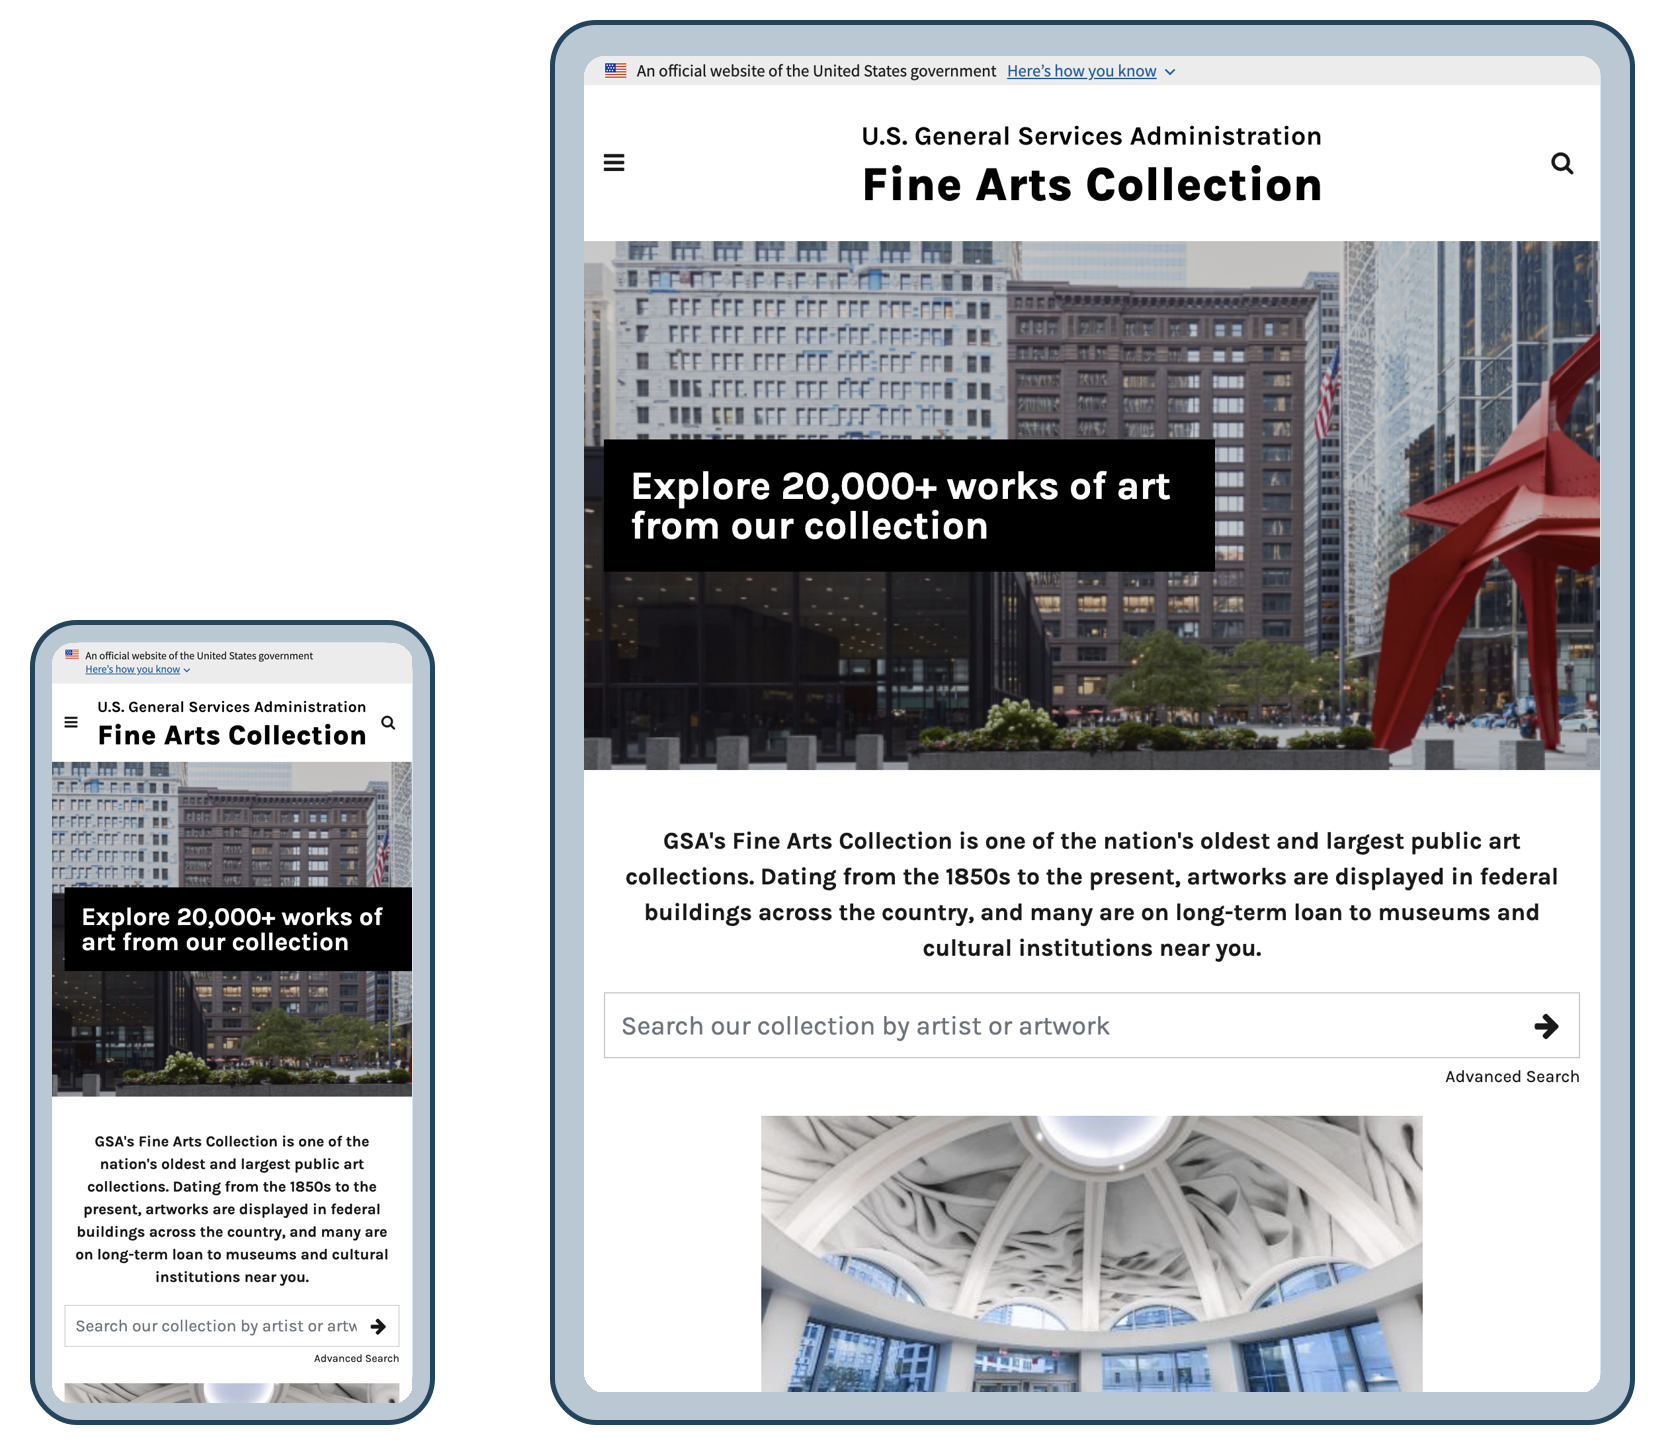 An official website of the United States government
Here's how you know
U.S. General Services Administration
Fine Arts Collection
Explore 20,000+ works of
art from our collection
GSA's Fine Arts Collection is one of the
nation's oldest and largest public art
collections. Dating from the 1850s to the
present, artworks are displayed in federal
buildings across the country, and many are
on long-term loan to museums and cultural
institutions near you.
Search our collection by artist or artw
Advanced Search
An official website of the United States government Here's how you know
U.S. General Services Administration
Fine Arts Collection
Explore 20,000+ works of art
from our collection
GSA's Fine Arts Collection is one of the nation's oldest and largest public art
collections. Dating from the 1850s to the present, artworks are displayed in federal
buildings across the country, and many are on long-term loan to museums and
cultural institutions near you.
Search our collection by artist or artwork
Advanced Search